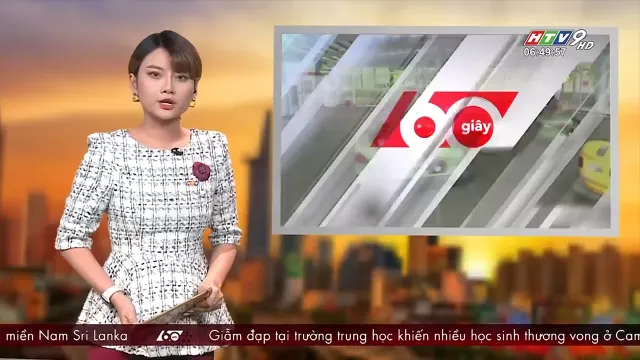 HTV9 HD
06:49:57
60 giây
miền Nam Sri Lanka 60 Giẫm đạp tại trường trung học khiến nhiều học sinh thương vong ở Cam